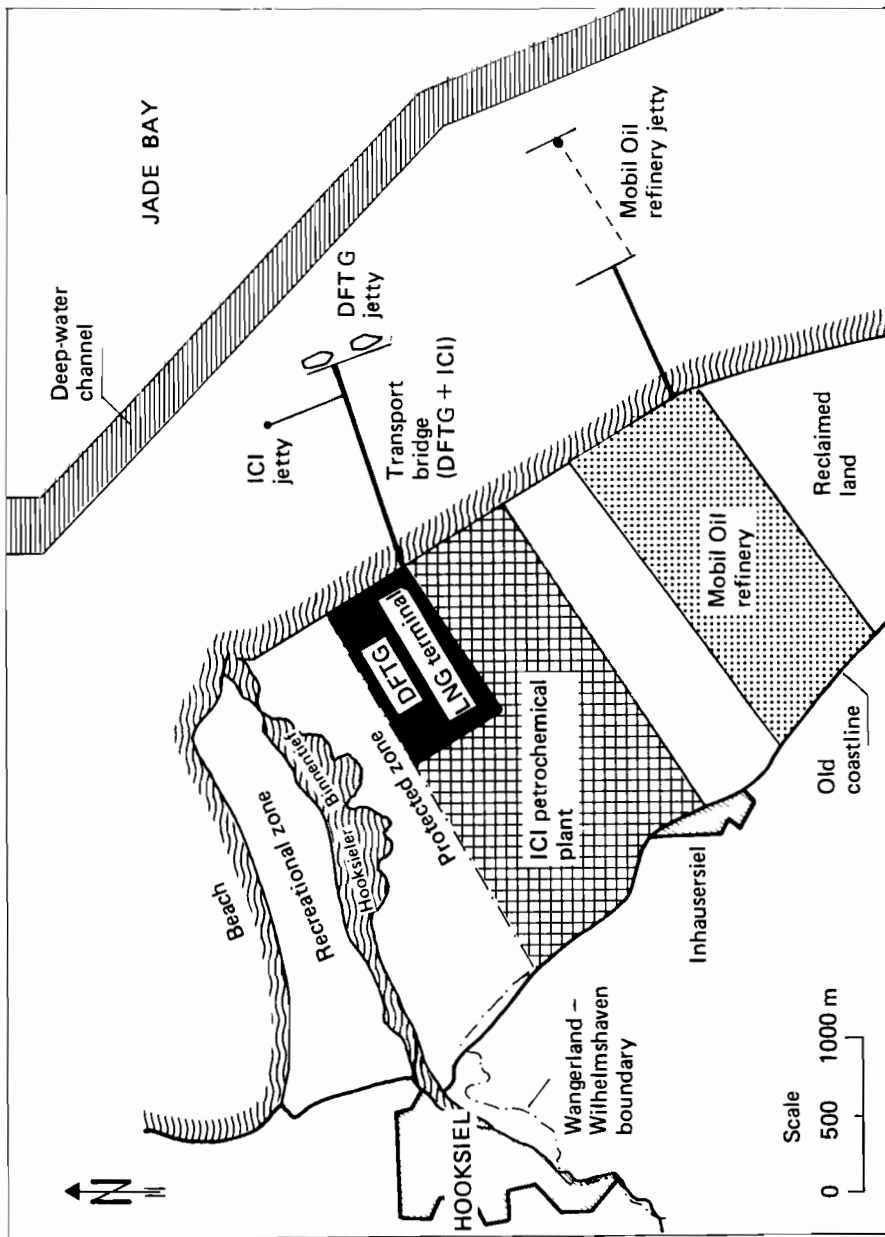 JADE BAY
Deep-water
channel
ICI
jetty
DFTG
jetty
Transport
bridge
(DFTG + ICI)
Mobil Oil
refinery jetty
Beach
Recreational zone
Hooksieler
Binnentief
Protected zone
DFTG
LNG terminal
ICI petrochemical
plant
Mobil Oil
refinery
Reclaimed
land
Old
coastline
Inhausersiel
HOOKSIEL
Wangerland –
Wilhelmshaven
boundary
N
Scale
0 500 1000 m